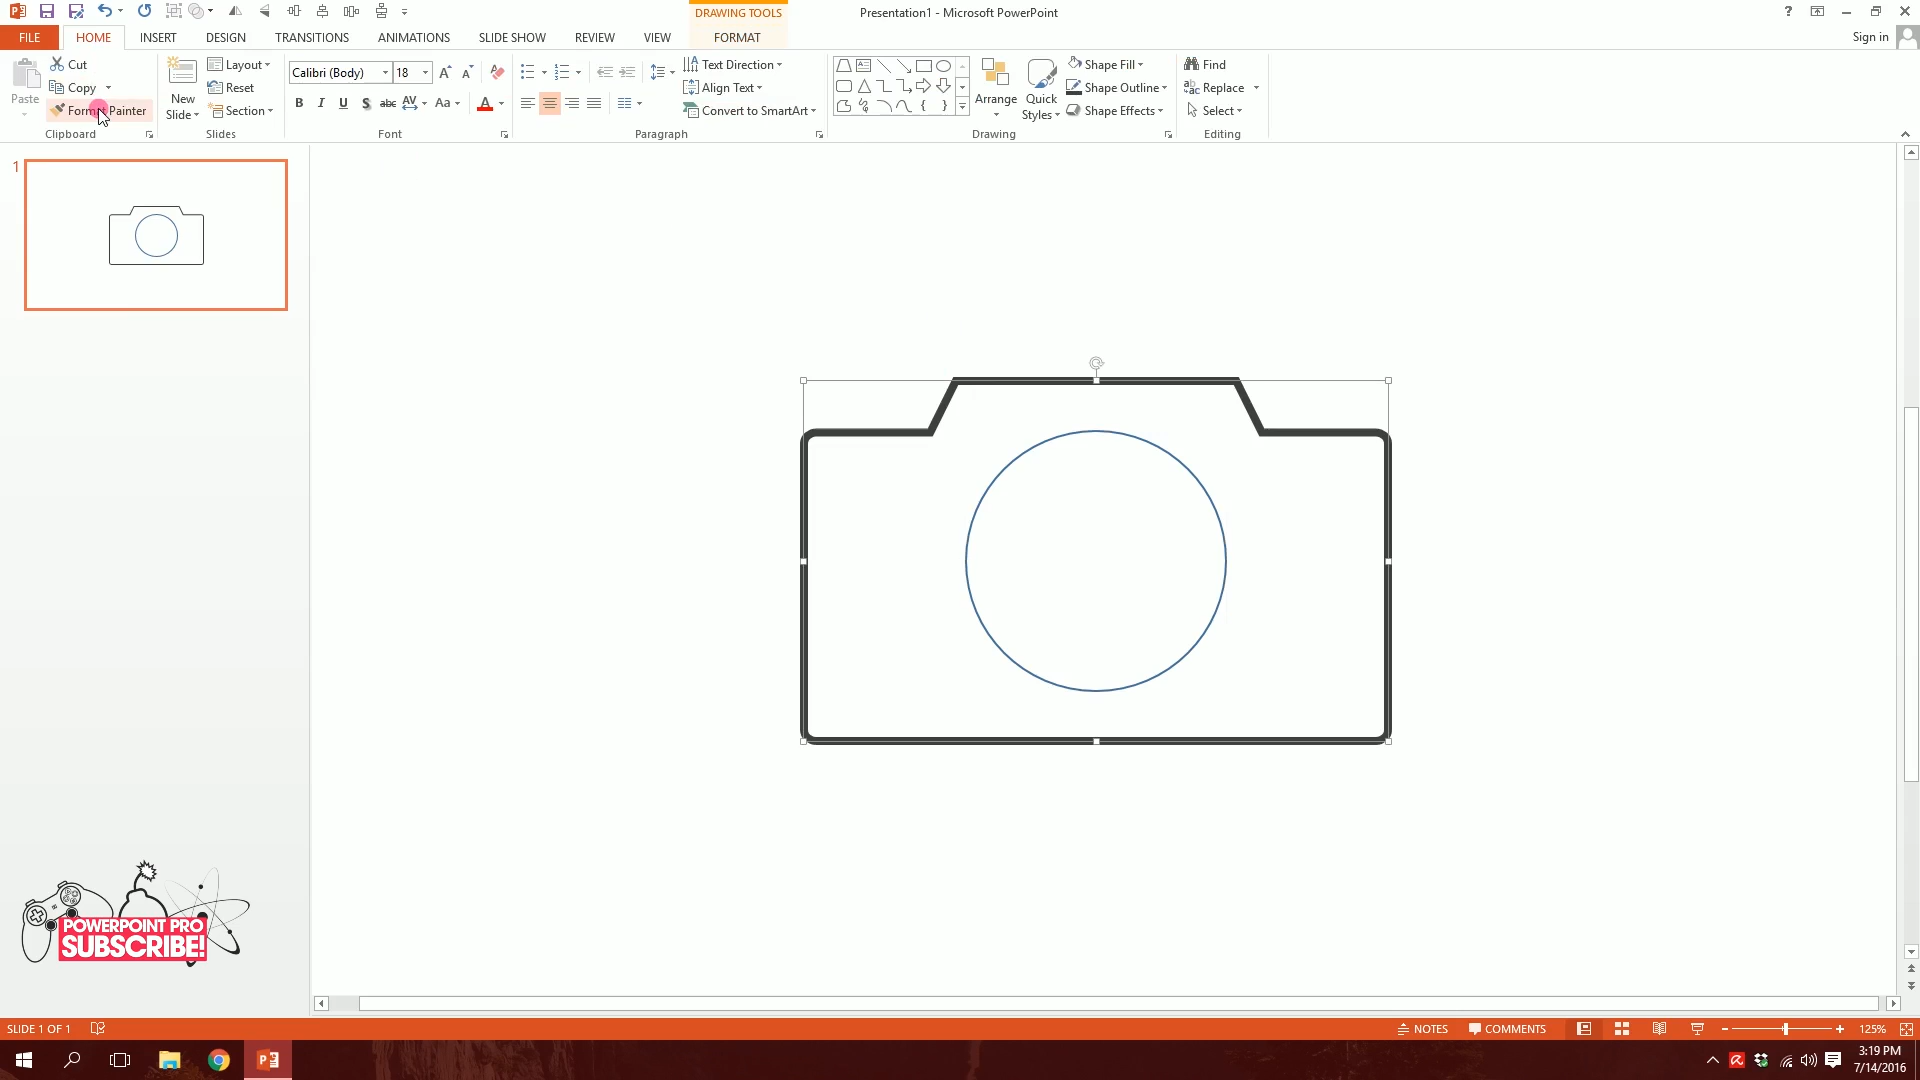 DRAWING TOOLS
Presentation1 - Microsoft PowerPoint
?
FILE
HOME
INSERT
DESIGN
TRANSITIONS
ANIMATIONS
SLIDE SHOW
REVIEW
VIEW
FORMAT
Sign in
Paste
Cut
Copy
Format Painter
Clipboard
New
Slide
Layout
Reset
Section
Slides
Calibri (Body)
18
B I U S abc AV Aa A
Font
Text Direction
Align Text
Convert to SmartArt
Paragraph
Arrange
Quick
Styles
Shape Fill
Shape Outline
Shape Effects
Drawing
Find
Replace
Select
Editing
1
POWERPOINT PRO
SUBSCRIBE!
SLIDE 1 OF 1
NOTES
COMMENTS
125%
3:19 PM
7/14/2016